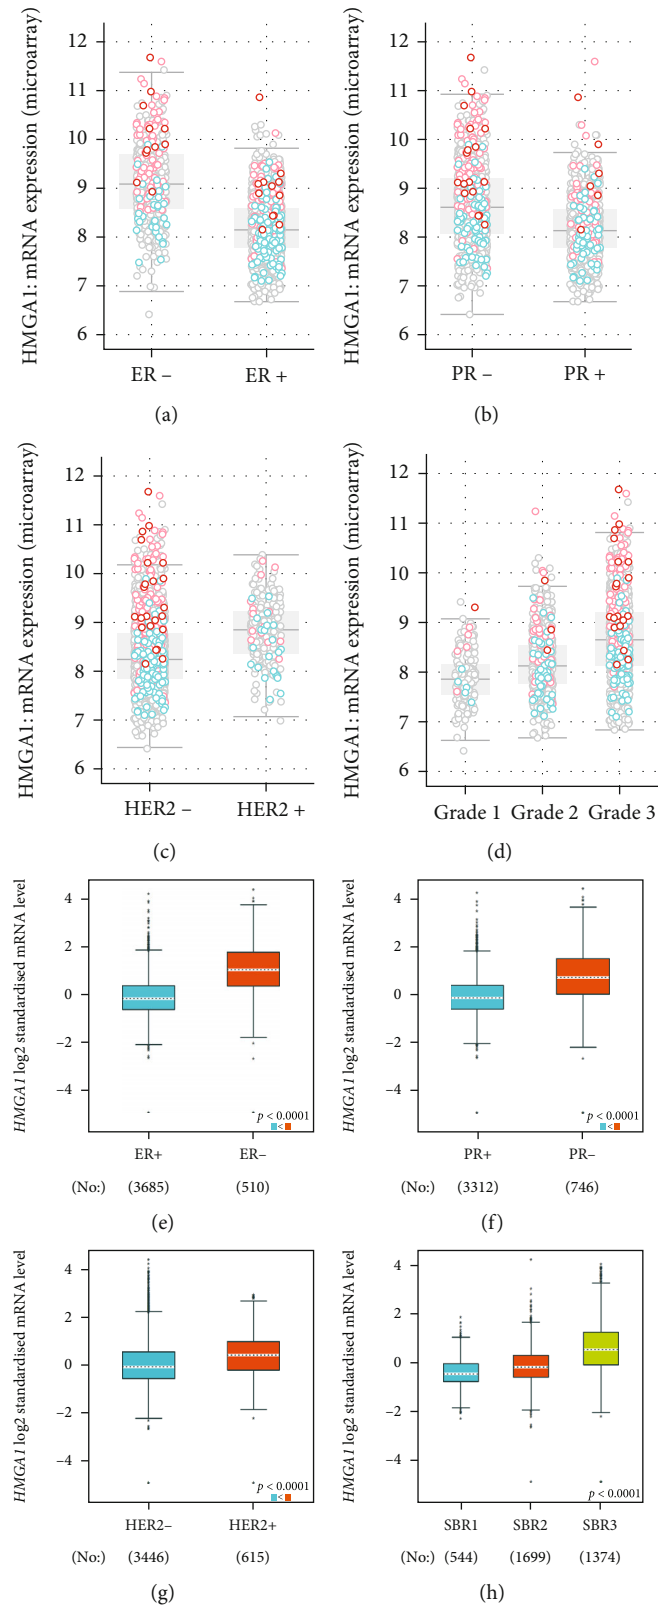 HMGA1: mRNA expression (microarray)
12
11
10
9
8
7
6
ER – ER +
(a)
HMGA1: mRNA expression (microarray)
12
11
10
9
8
7
6
PR – PR +
(b)
HMGA1: mRNA expression (microarray)
12
11
10
9
8
7
6
HER2 – HER2 +
(c)
HMGA1: mRNA expression (microarray)
12
11
10
9
8
7
6
Grade 1 Grade 2 Grade 3
(d)
HMGA1 log2 standardised mRNA level
4
2
0
–2
–4
p < 0.0001
<
ER+ ER–
(No:) (3685) (510)
(e)
HMGA1 log2 standardised mRNA level
4
2
0
–2
–4
p < 0.0001
<
PR+ PR–
(No:) (3312) (746)
(f)
HMGA1 log2 standardised mRNA level
4
2
0
–2
–4
p < 0.0001
<
HER2– HER2+
(No:) (3446) (615)
(g)
HMGA1 log2 standardised mRNA level
4
2
0
–2
–4
p < 0.0001
SBR1 SBR2 SBR3
(No:) (544) (1699) (1374)
(h)